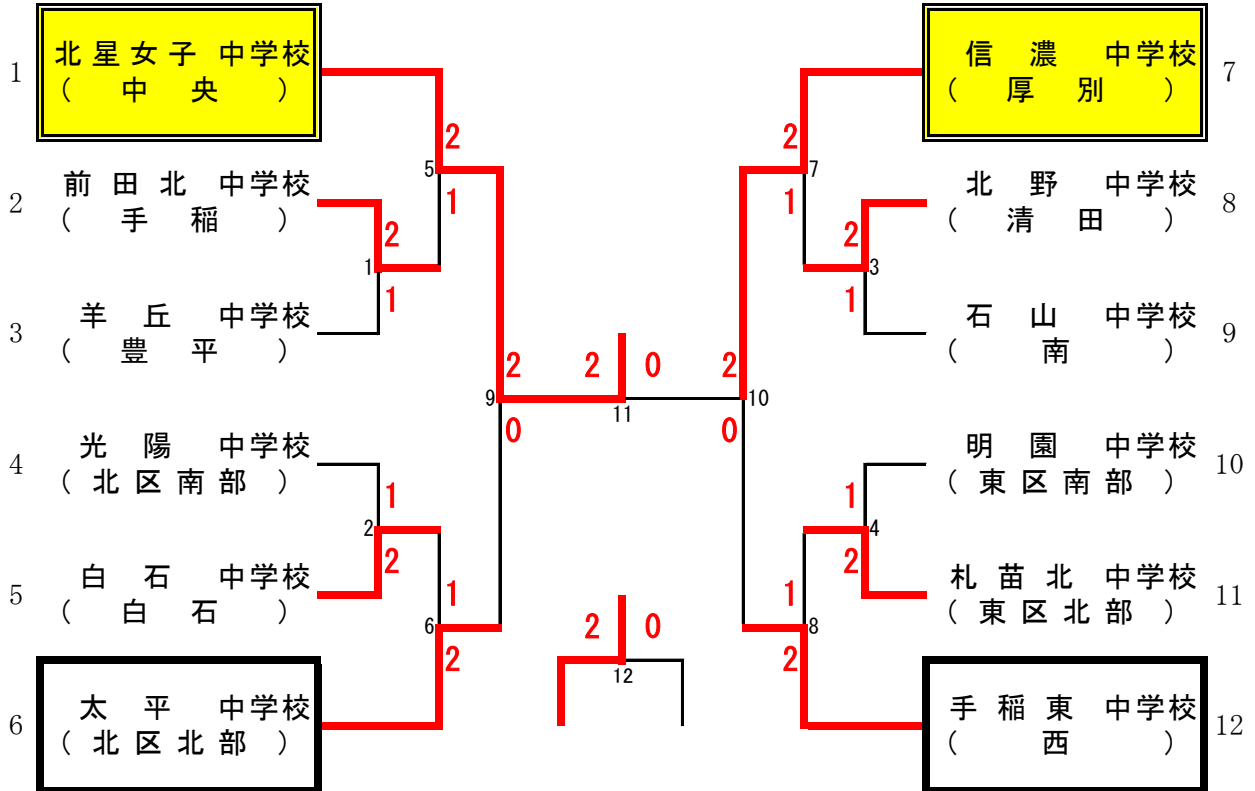 1
北星女子 中学校
( 中央 )
2
前田北 中学校
( 手稲 )
3
羊丘 中学校
( 豊平 )
4
光陽 中学校
( 北区南部 )
5
白石 中学校
( 白石 )
6
太平 中学校
( 北区北部 )
2
5
1
2
1
1
1
2
2
1
6
2
2
9
0
2
0
11
2
0
12
2
10
0
2
7
1
2
3
1
1
4
2
1
8
2
信濃 中学校
( 厚別 )
7
北野 中学校
( 清田 )
8
石山 中学校
( 南 )
9
明園 中学校
( 東区南部 )
10
札苗北 中学校
( 東区北部 )
11
手稲東 中学校
( 西 )
12